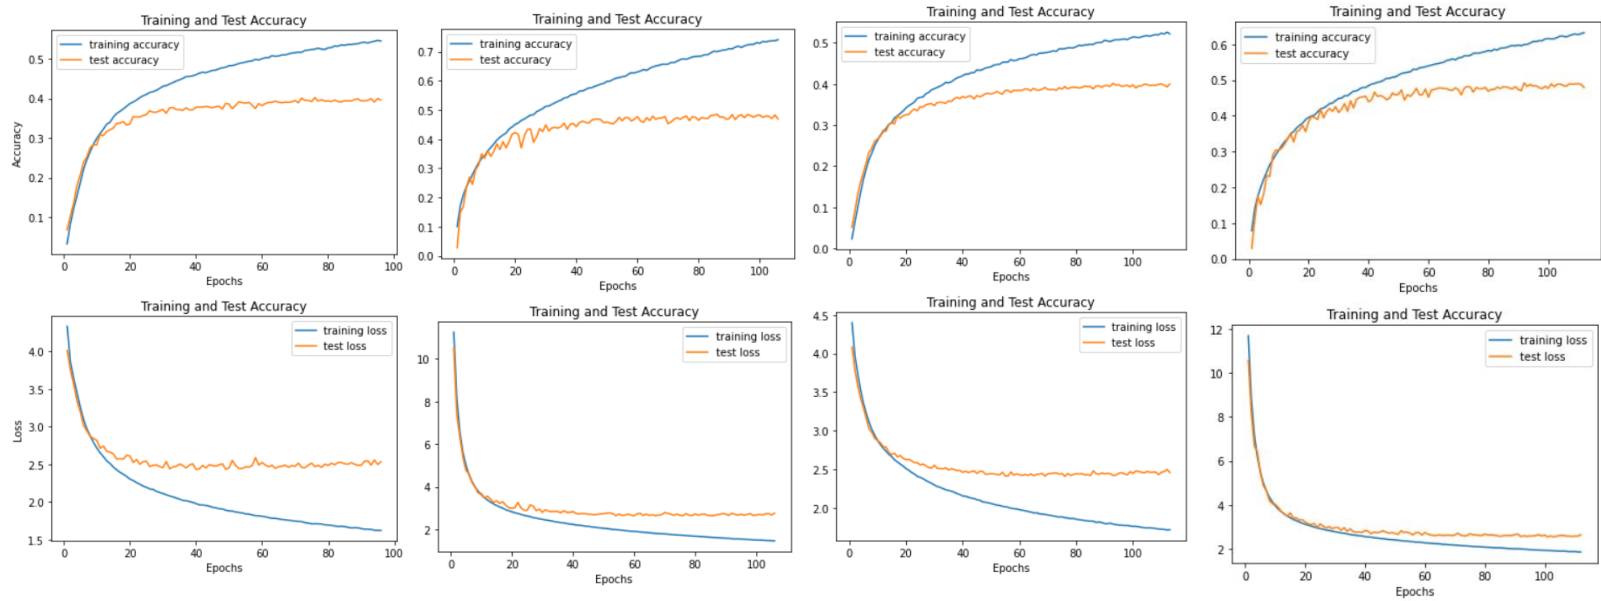 Training and Test Accuracy
Accuracy
0.5
0.4
0.3
0.2
0.1
training accuracy
test accuracy
0 20 40 60 80 100
Epochs
Training and Test Accuracy
0.7
0.6
0.5
0.4
0.3
0.2
0.1
0.0
training accuracy
test accuracy
0 20 40 60 80 100
Epochs
Training and Test Accuracy
0.5
0.4
0.3
0.2
0.1
0.0
training accuracy
test accuracy
0 20 40 60 80 100
Epochs
Training and Test Accuracy
0.6
0.5
0.4
0.3
0.2
0.1
0.0
training accuracy
test accuracy
0 20 40 60 80 100
Epochs
Training and Test Accuracy
Loss
4.0
3.5
3.0
2.5
2.0
1.5
training loss
test loss
0 20 40 60 80 100
Epochs
Training and Test Accuracy
10
8
6
4
2
training loss
test loss
0 20 40 60 80 100
Epochs
Training and Test Accuracy
4.5
4.0
3.5
3.0
2.5
2.0
training loss
test loss
0 20 40 60 80 100
Epochs
Training and Test Accuracy
12
10
8
6
4
2
training loss
test loss
0 20 40 60 80 100
Epochs